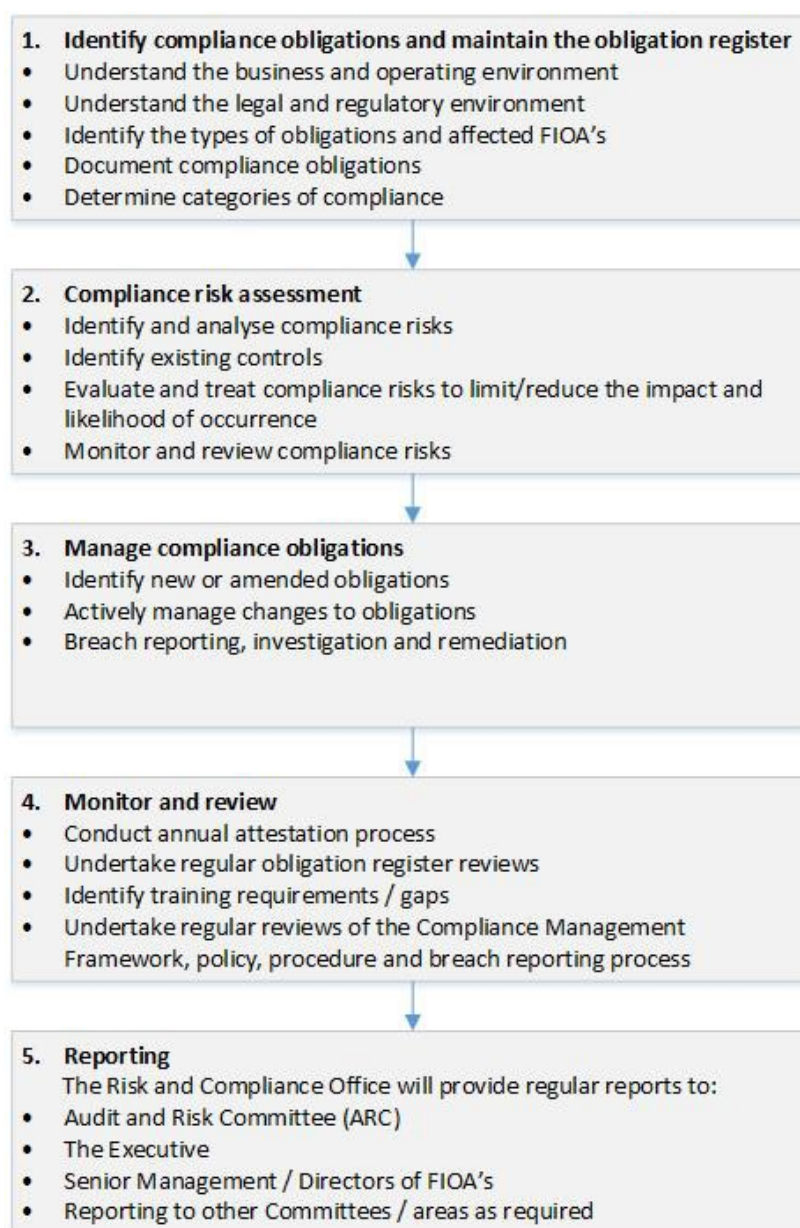 1. Identify compliance obligations and maintain the obligation register
• Understand the business and operating environment
• Understand the legal and regulatory environment
• Identify the types of obligations and affected FIOA's
• Document compliance obligations
• Determine categories of compliance
2. Compliance risk assessment
• Identify and analyse compliance risks
• Identify existing controls
• Evaluate and treat compliance risks to limit/reduce the impact and
likelihood of occurrence
• Monitor and review compliance risks
3. Manage compliance obligations
• Identify new or amended obligations
• Actively manage changes to obligations
• Breach reporting, investigation and remediation
4. Monitor and review
• Conduct annual attestation process
• Undertake regular obligation register reviews
• Identify training requirements / gaps
• Undertake regular reviews of the Compliance Management
Framework, policy, procedure and breach reporting process
5. Reporting
The Risk and Compliance Office will provide regular reports to:
• Audit and Risk Committee (ARC)
• The Executive
• Senior Management / Directors of FIOA's
• Reporting to other Committees / areas as required